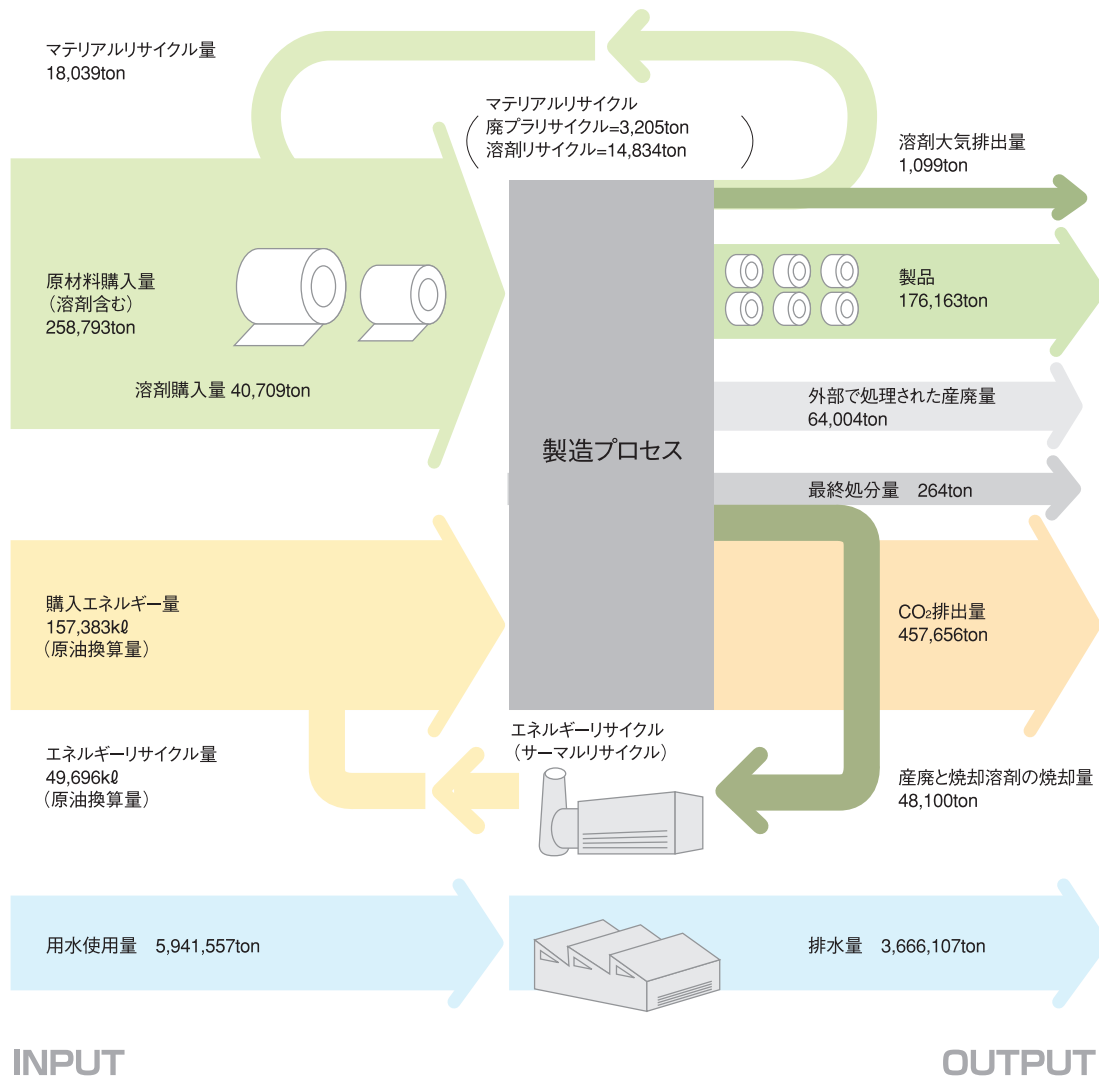 マテリアルリサイクル量
18,039ton
マテリアルリサイクル
廃プラリサイクル=3,205ton
溶剤リサイクル=14,834ton
溶剤大気排出量
1,099ton
原材料購入量
(溶剤含む)
258,793ton
溶剤購入量 40,709ton
製品
176,163ton
外部で処理された産廃量
64,004ton
製造プロセス
最終処分量 264ton
購入エネルギー量
157,383kℓ
(原油換算量)
CO₂排出量
457,656ton
エネルギーリサイクル
(サーマルリサイクル)
エネルギーリサイクル量
49,696kℓ
(原油換算量)
産廃と焼却溶剤の焼却量
48,100ton
用水使用量 5,941,557ton
排水量 3,666,107ton
INPUT
OUTPUT